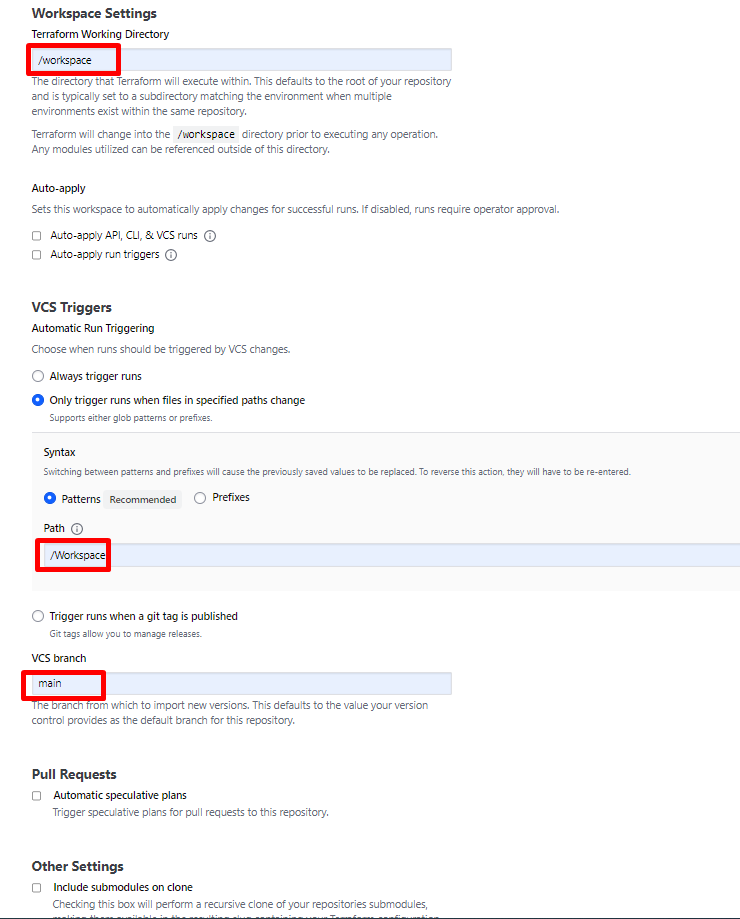 Workspace Settings
Terraform Working Directory
/workspace
The directory that Terraform will execute within. This defaults to the root of your repository
and is typically set to a subdirectory matching the environment when multiple
environments exist within the same repository.
Terraform will change into the /workspace directory prior to executing any operation.
Any modules utilized can be referenced outside of this directory.
Auto-apply
Sets this workspace to automatically apply changes for successful runs. If disabled, runs require operator approval.
Auto-apply API, CLI, & VCS runs
Auto-apply run triggers
VCS Triggers
Automatic Run Triggering
Choose when runs should be triggered by VCS changes.
Always trigger runs
Only trigger runs when files in specified paths change
Supports either glob patterns or prefixes.
Syntax
Switching between patterns and prefixes will cause the previously saved values to be replaced. To reverse this action, they will have to be re-entered.
Patterns Recommended Prefixes
Path
/Workspace
Trigger runs when a git tag is published
Git tags allow you to manage releases.
VCS branch
main
The branch from which to import new versions. This defaults to the value your version
control provides as the default branch for this repository.
Pull Requests
Automatic speculative plans
Trigger speculative plans for pull requests to this repository.
Other Settings
Include submodules on clone
Checking this box will perform a recursive clone of your repositories submodules,
making them available in the resulting slug containing your Terraform configuration